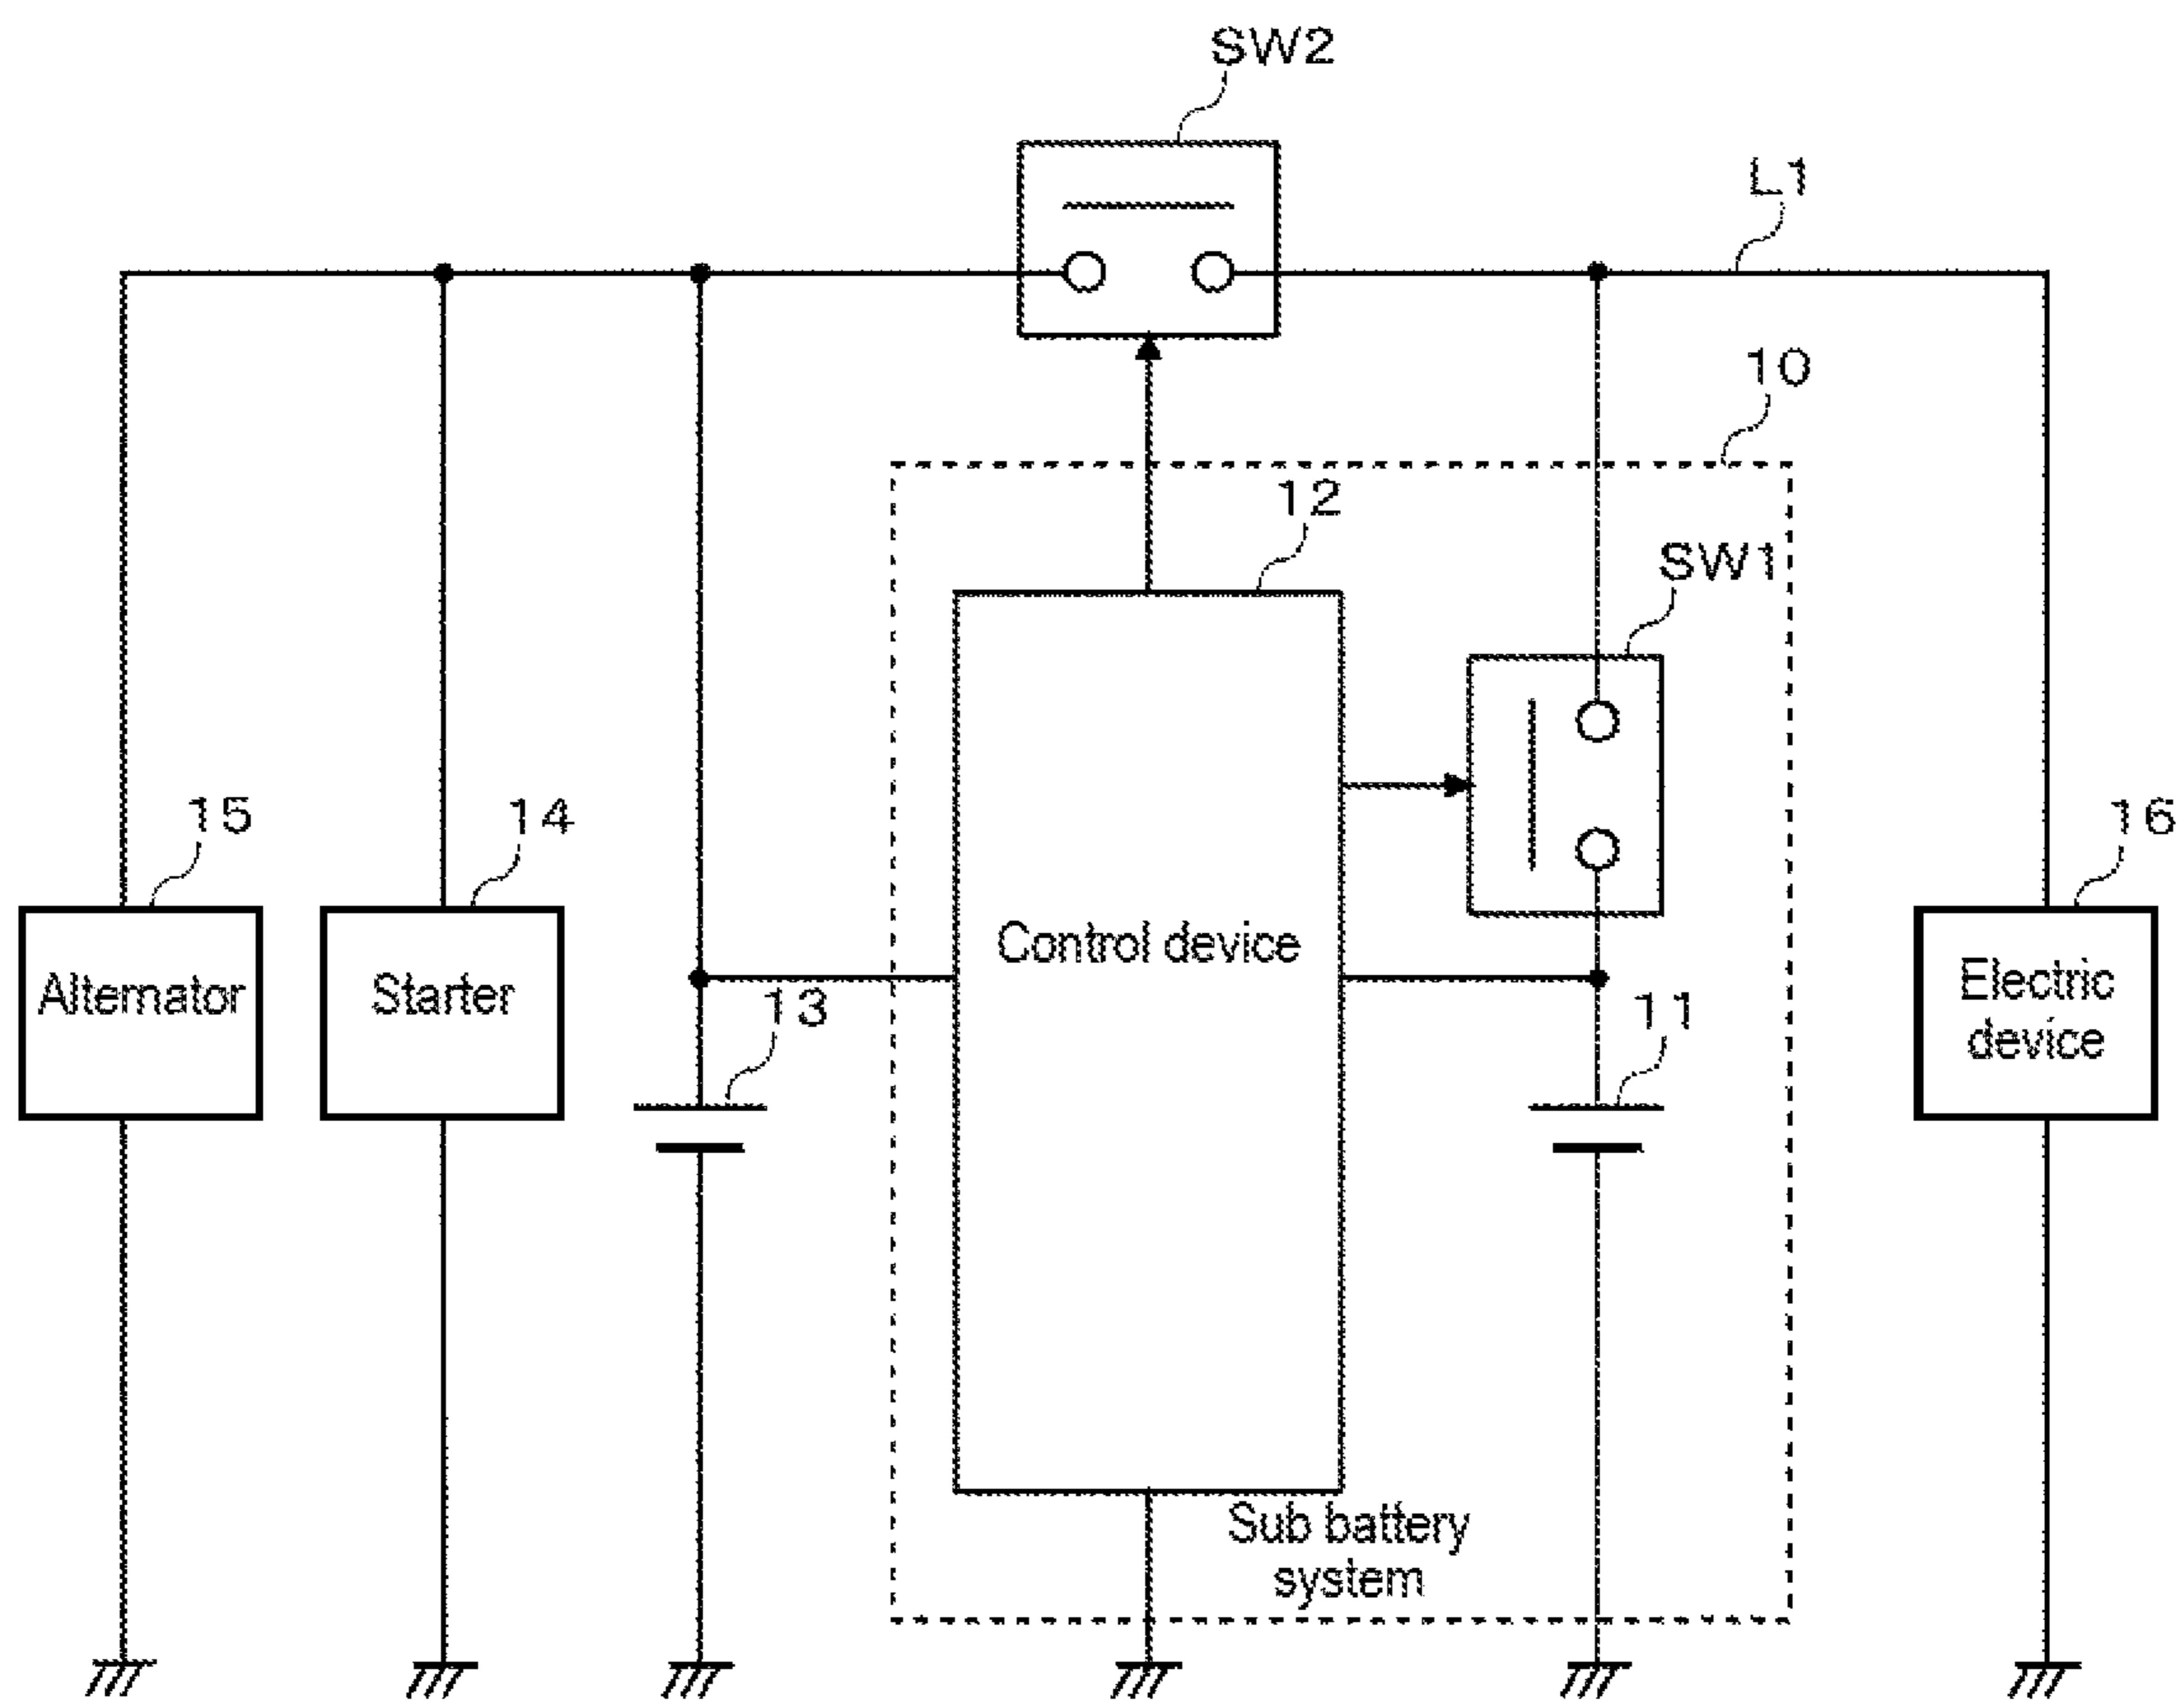 SW2
L1
10
12
SW1
15
14
16
Control device
Alternator
Starter
13
11
Electric
device
Sub battery
system